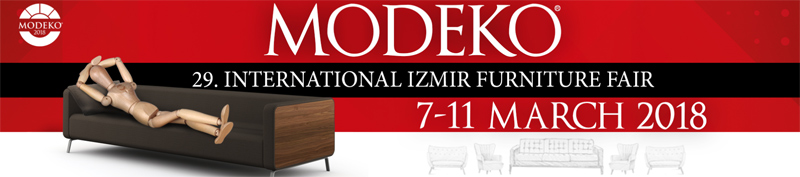 MODEKO®
2018
MODEKO®
29. INTERNATIONAL IZMIR FURNITURE FAIR
7-11 MARCH 2018